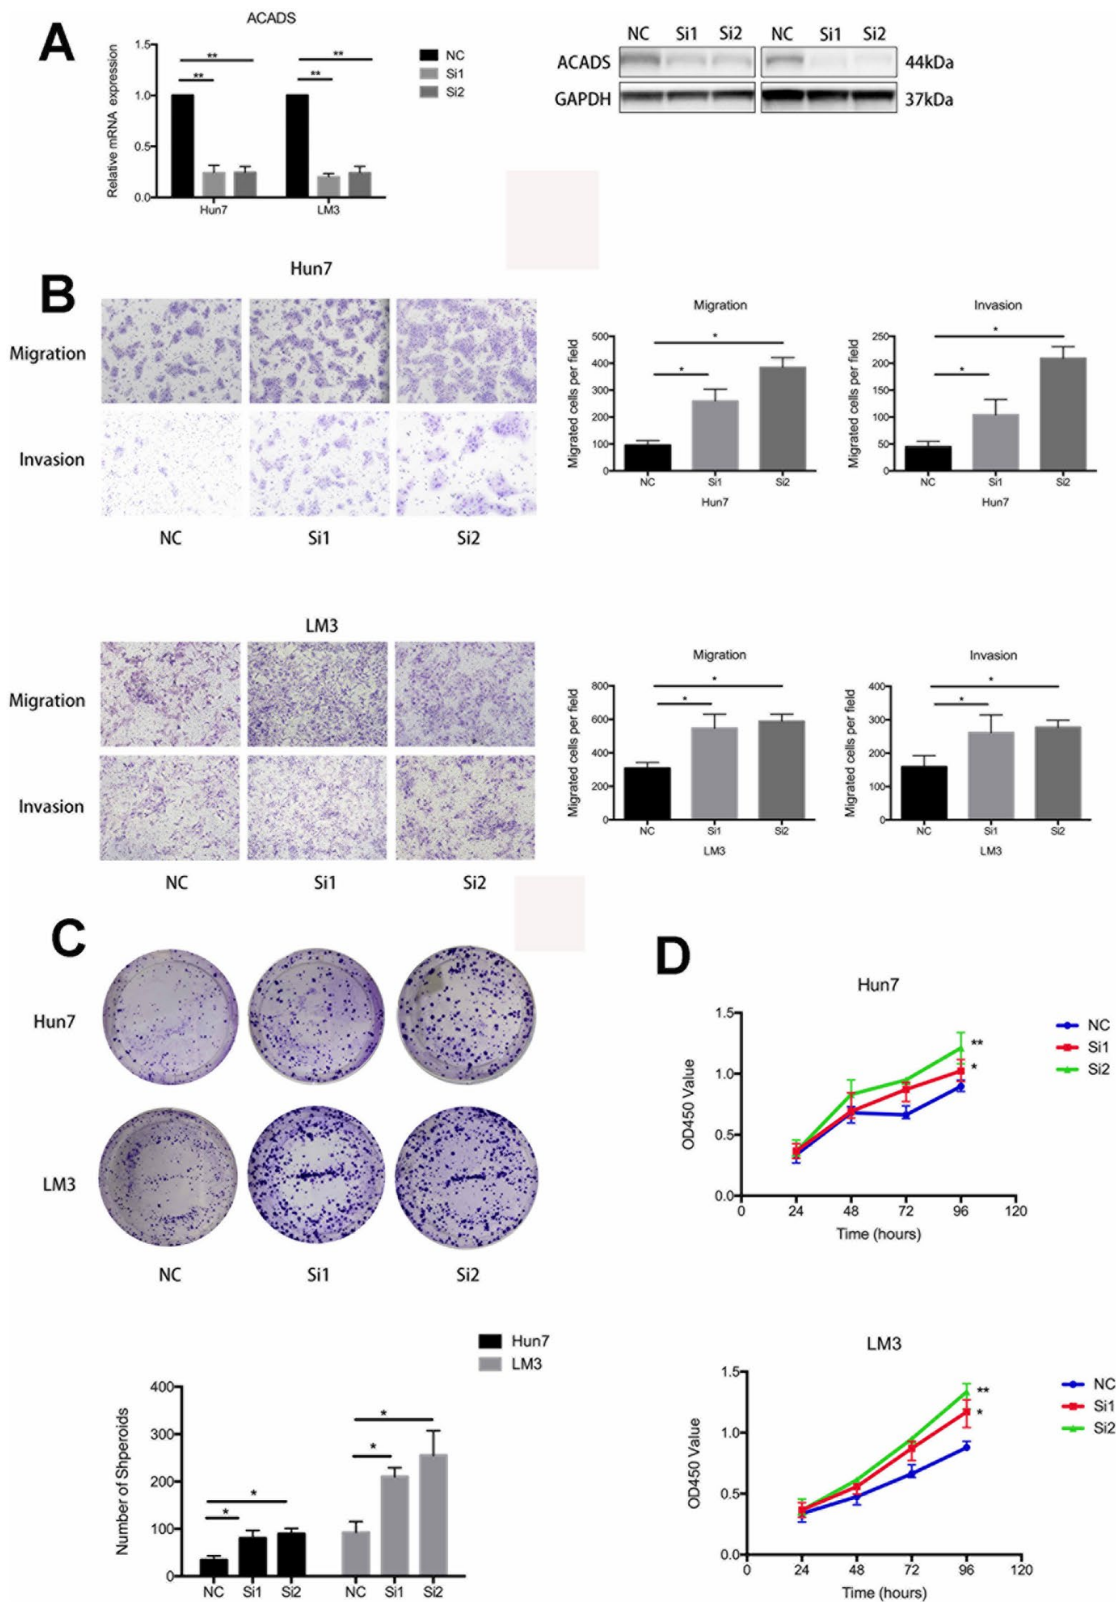 A
ACADS
Relative mRNA expression
1.5
1.0
0.5
0.0
**
**
**
**
Hun7
LM3
NC
Si1
Si2
NC Si1 Si2 NC Si1 Si2
ACADS 44kDa
GAPDH 37kDa
B
Hun7
Migration
Invasion
NC Si1 Si2
Migration
Migrated cells per field
500
400
300
200
100
0
*
*
NC Si1 Si2
Hun7
Invasion
Migrated cells per field
250
200
150
100
50
0
*
*
NC Si1 Si2
Hun7
LM3
Migration
Invasion
NC Si1 Si2
Migration
Migrated cells per field
800
600
400
200
0
*
*
NC Si1 Si2
LM3
Invasion
Migrated cells per field
400
300
200
100
0
*
*
NC Si1 Si2
LM3
C
Hun7
LM3
NC Si1 Si2
Hun7
LM3
Number of Shperoids
400
300
200
100
0
*
*
*
*
NC Si1 Si2 NC Si1 Si2
D
Hun7
OD450 Value
1.5
1.0
0.5
0.0
0 24 48 72 96 120
Time (hours)
**
*
NC
Si1
Si2
LM3
OD450 Value
1.5
1.0
0.5
0.0
0 24 48 72 96 120
Time (hours)
**
*
NC
Si1
Si2